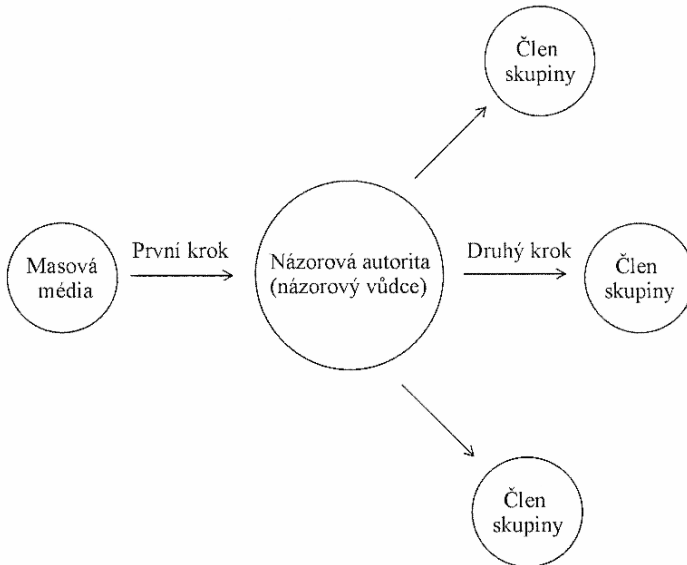 Člen
skupiny
Masová
média
První krok
Názorová autorita
(názorový vůdce)
Druhý krok
Člen
skupiny
Člen
skupiny